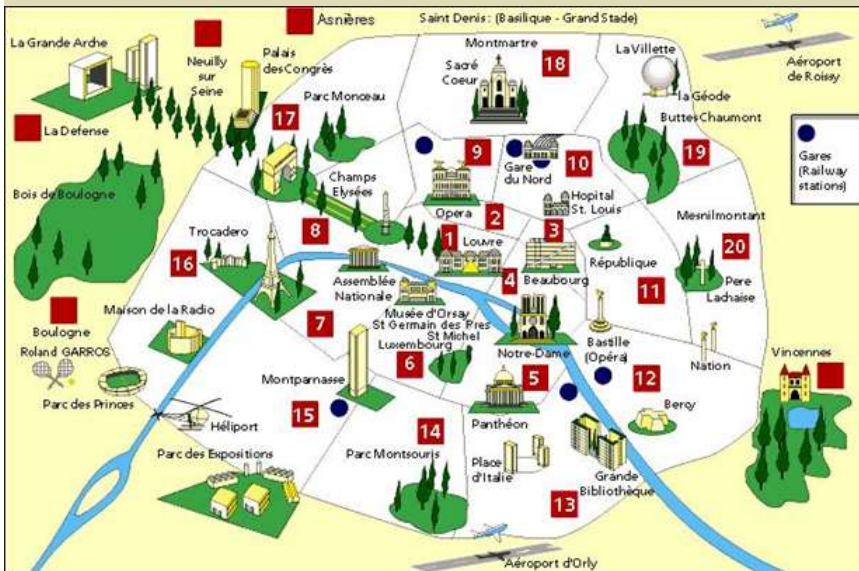 Asnières
Saint Denis : (Basilique - Grand Stade)
La Grande Arche
Neuilly
sur
Seine
Palais
des Congrès
Montmartre
Sacré
Coeur
18
La Villette
Aéroport
de Roissy
La Defense
17
Parc Monceau
la Géode
Buttes Chaumont
19
9
10
Gare
du Nord
Gares
(Railway
stations)
Bois de Boulogne
Champs
Elysées
Opera
2
Hopital
St. Louis
Mesnilmontant
Trocadero
8
1
Louvre
3
20
16
Assemblée
Nationale
4
Beaubourg
République
11
Pere
Lachaise
Boulogne
Maison de la Radio
7
Musée d'Orsay
St Germain des Pres
St Michel
Luxembourg
6
Notre-Dame
Bastille
(Opéra)
Nation
Vincennes
Roland GARROS
Parc des Princes
Montparnasse
5
12
15
Héliport
Panthéon
Bercy
14
Parc des Expositions
Parc Montsouris
Place
d'Italie
Grande
Bibliothèque
13
Aéroport d'Orly